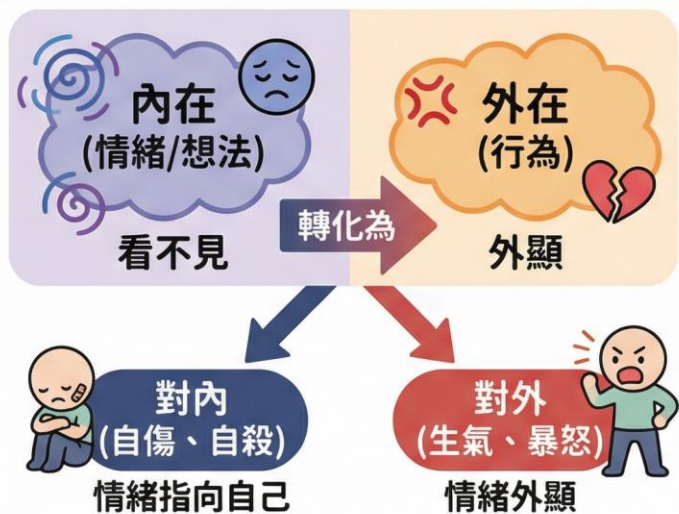 內在
(情緒/想法)
看不見
轉化為
外在
(行為)
外顯
對內
(自傷、自殺)
情緒指向自己
對外
(生氣、暴怒)
情緒外顯